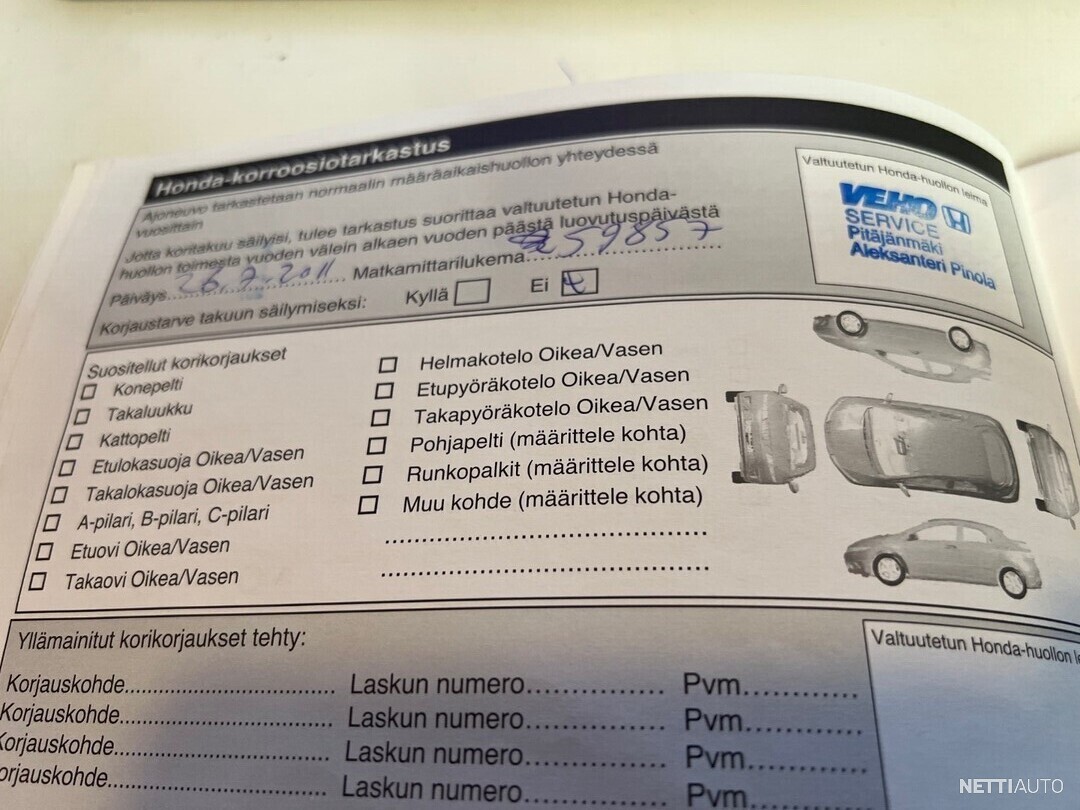 Honda-korroosiotarkastus
Ajoneuvo tarkastetaan normaalin määräaikaishuollon yhteydessä
vuosittain
Jotta koritakuu säilyisi, tulee tarkastus suorittaa valtuutetun Honda-
huollon toimesta vuoden välein alkaen vuoden päästä luovutuspäivästä
Päiväys 26.7.2011 Matkamittarilukema 59857
Korjaustarve takuun säilymiseksi: Kyllä Ei x
Valtuutetun Honda-huollon leima
VEHO
SERVICE
Pitäjänmäki
Aleksanteri Pinola
Suositellut korikorjaukset
Konepelti
Takaluukku
Kattopelti
Etulokasuoja Oikea/Vasen
Takalokasuoja Oikea/Vasen
A-pilari, B-pilari, C-pilari
Etuovi Oikea/Vasen
Takaovi Oikea/Vasen
Helmakotelo Oikea/Vasen
Etupyöräkotelo Oikea/Vasen
Takapyöräkotelo Oikea/Vasen
Pohjapelti (määrittele kohta)
Runkopalkit (määrittele kohta)
Muu kohde (määrittele kohta)
Yllämainitut korikorjaukset tehty:
Valtuutetun Honda-huollon le
Korjauskohde Laskun numero Pvm.
Korjauskohde Laskun numero Pvm.
Korjauskohde Laskun numero Pvm.
orjauskohde Laskun numero Pvm.
NETTIAUTO